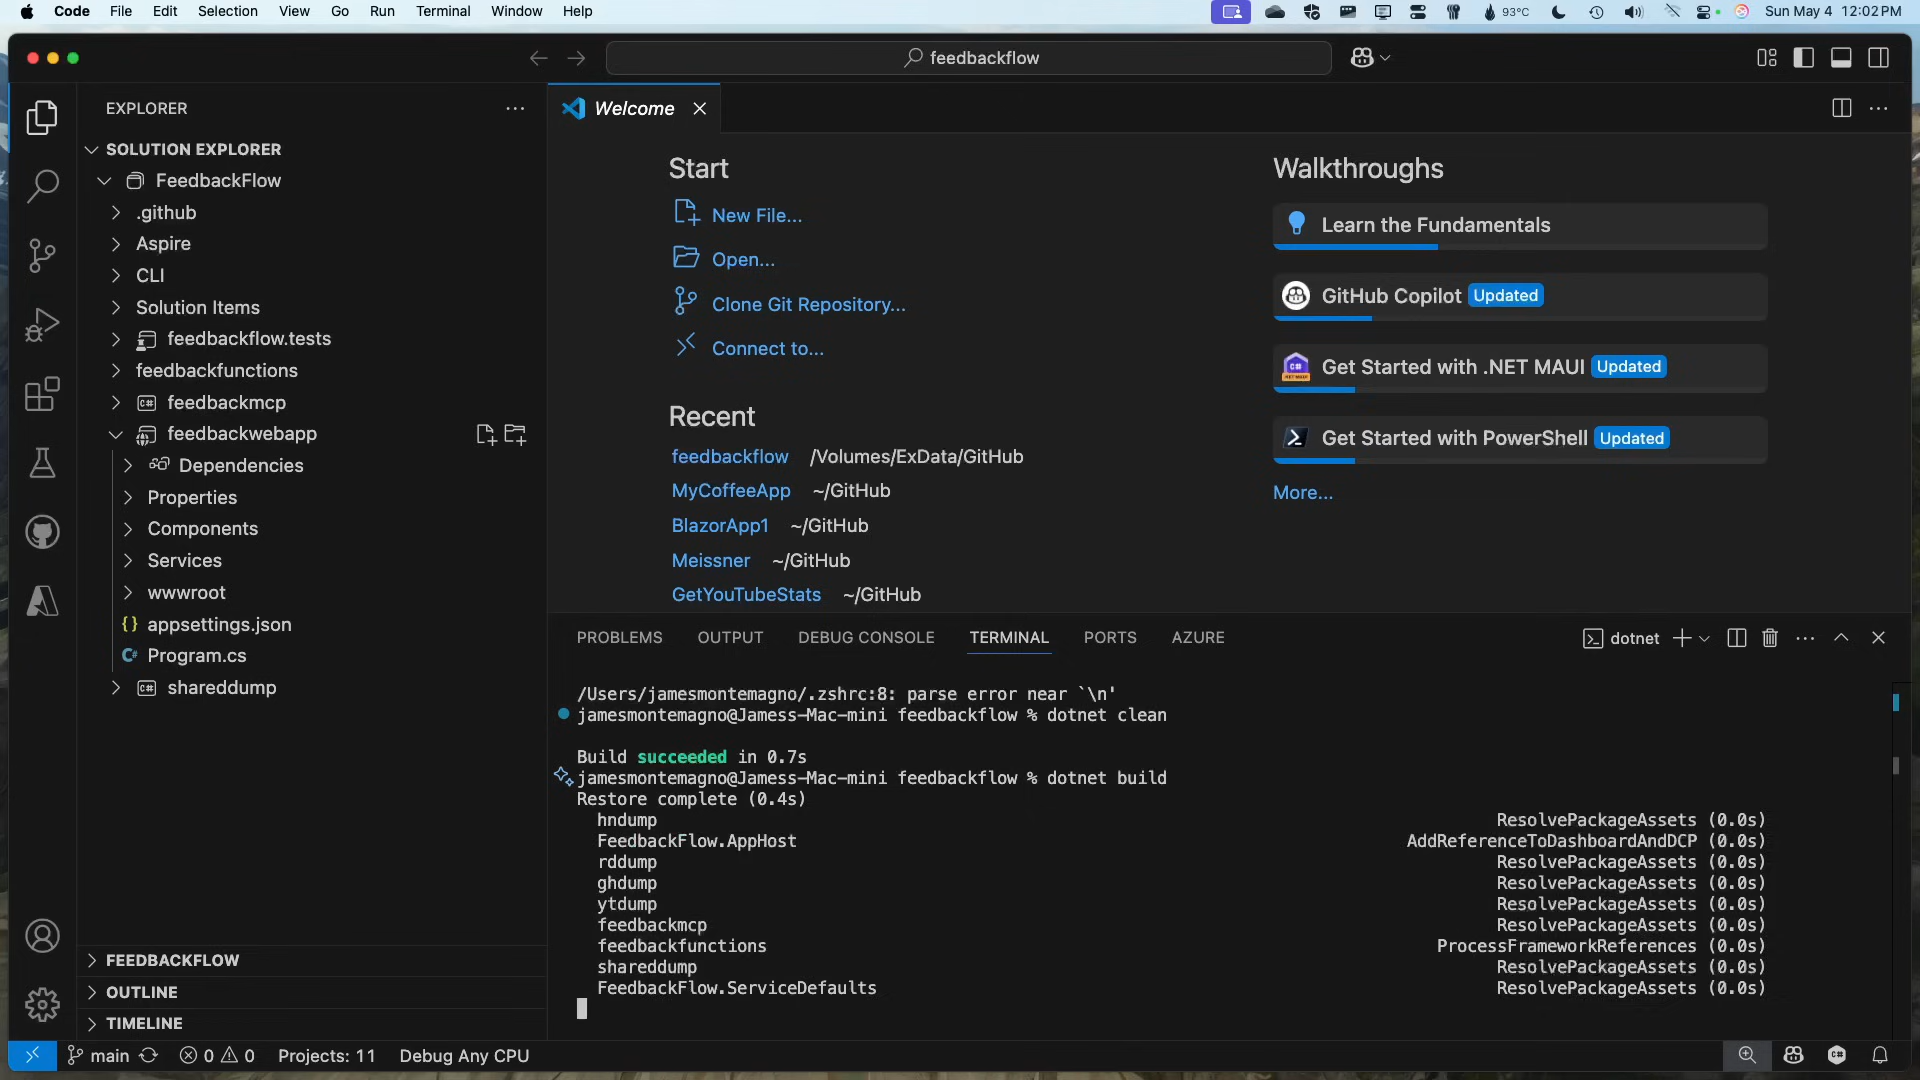 Code File Edit Selection View Go Run Terminal Window Help
93°C Sun May 4 12:02 PM
feedbackflow
EXPLORER
SOLUTION EXPLORER
FeedbackFlow
.github
Aspire
CLI
Solution Items
feedbackflow.tests
feedbackfunctions
feedbackmcp
feedbackwebapp
Dependencies
Properties
Components
Services
wwwroot
appsettings.json
Program.cs
shareddump
FEEDBACKFLOW
OUTLINE
TIMELINE
Welcome
Start
New File...
Open...
Clone Git Repository...
Connect to...
Recent
feedbackflow /Volumes/ExData/GitHub
MyCoffeeApp ~/GitHub
BlazorApp1 ~/GitHub
Meissner ~/GitHub
GetYouTubeStats ~/GitHub
Walkthroughs
Learn the Fundamentals
GitHub Copilot Updated
Get Started with .NET MAUI Updated
Get Started with PowerShell Updated
More...
PROBLEMS OUTPUT DEBUG CONSOLE TERMINAL PORTS AZURE
dotnet
/Users/jamesmontemagno/.zshrc:8: parse error near `\n'
jamesmontemagno@Jamess-Mac-mini feedbackflow % dotnet clean
Build succeeded in 0.7s
jamesmontemagno@Jamess-Mac-mini feedbackflow % dotnet build
Restore complete (0.4s)
hndump ResolvePackageAssets (0.0s)
FeedbackFlow.AppHost AddReferenceToDashboardAndDCP (0.0s)
rddump ResolvePackageAssets (0.0s)
ghdump ResolvePackageAssets (0.0s)
ytdump ResolvePackageAssets (0.0s)
feedbackmcp ResolvePackageAssets (0.0s)
feedbackfunctions ProcessFrameworkReferences (0.0s)
shareddump ResolvePackageAssets (0.0s)
FeedbackFlow.ServiceDefaults ResolvePackageAssets (0.0s)
main 0 0 Projects: 11 Debug Any CPU